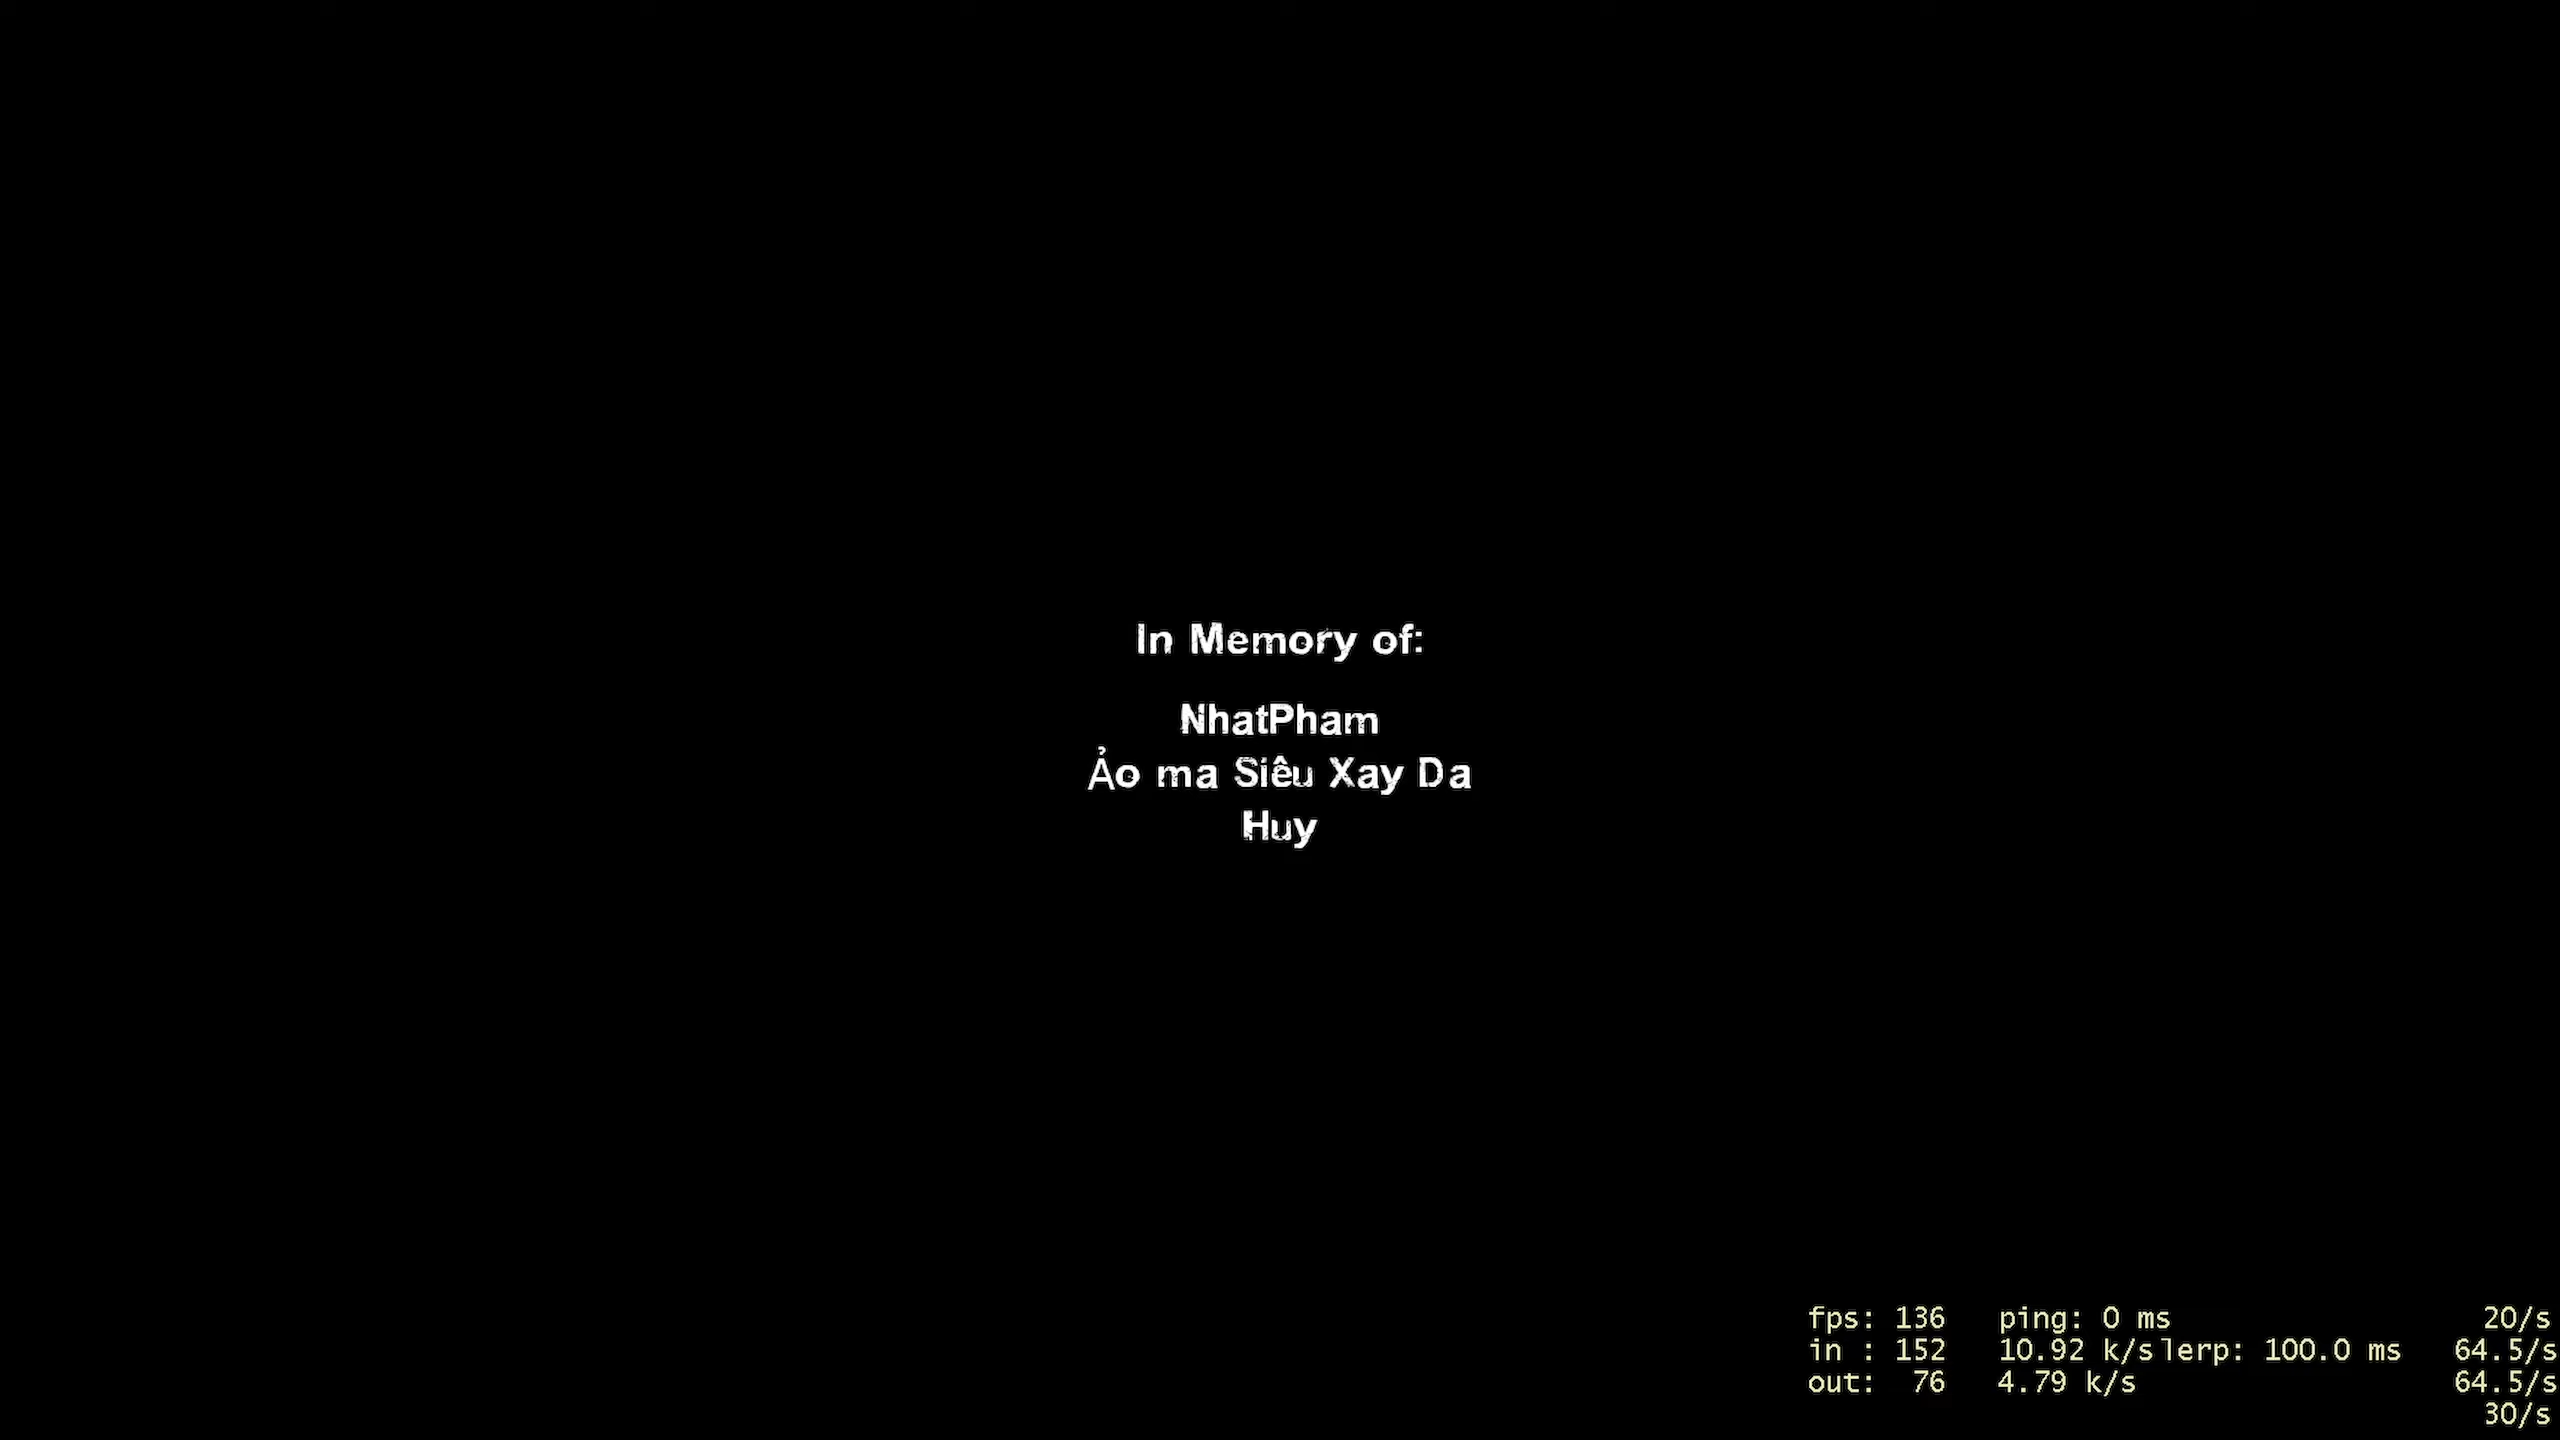 In Memory of:
NhatPham
Ảo ma Siêu Xay Da
Huy
fps: 136 ping: 0 ms 20/s
in : 152 10.92 k/s lerp: 100.0 ms 64.5/s
out: 76 4.79 k/s 64.5/s
30/s